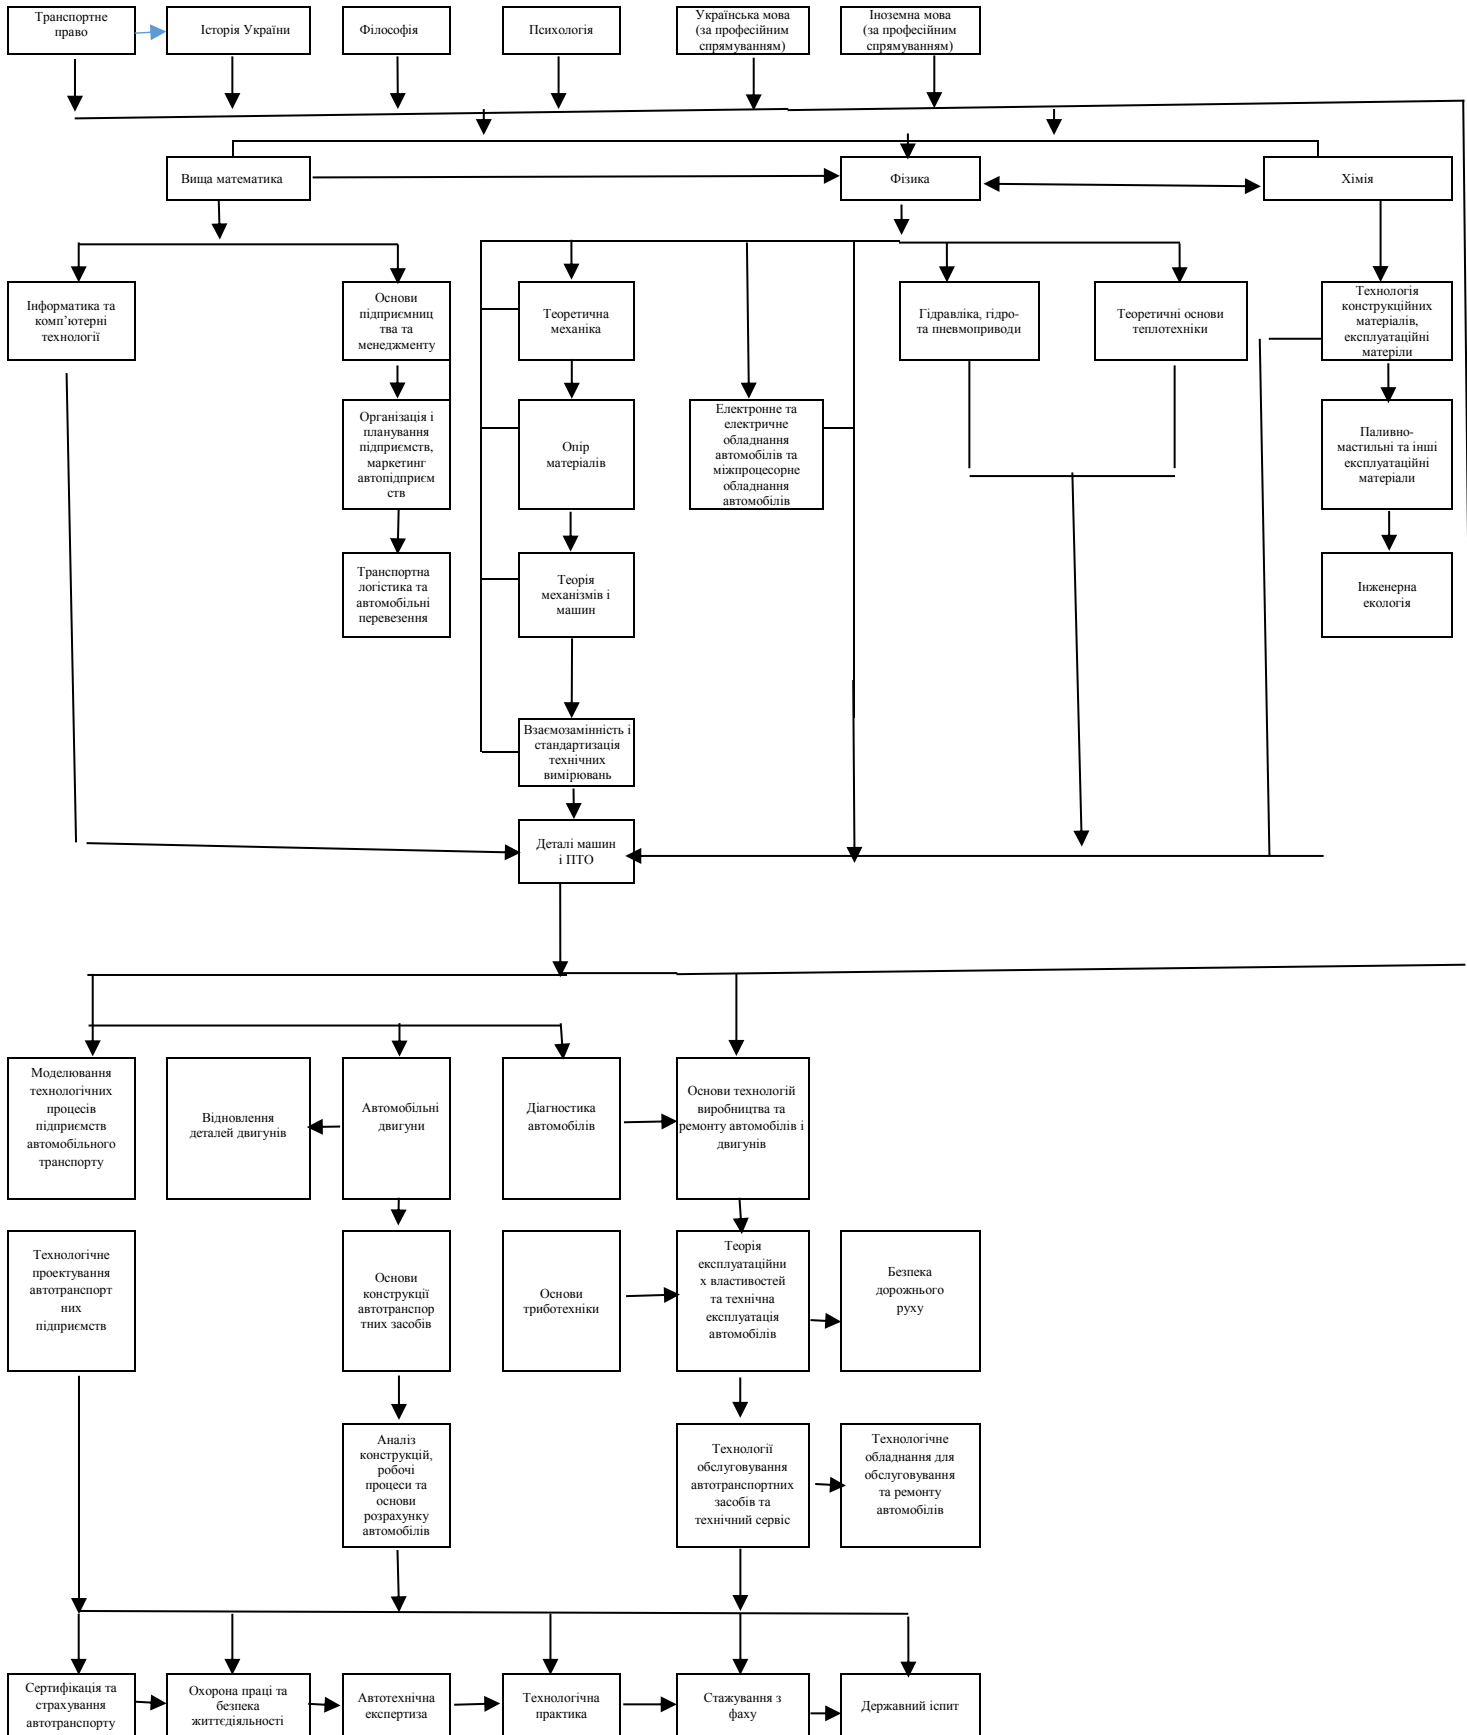 Транспортне
право
Історія України
Філософія
Психологія
Українська мова
(за професійним
спрямуванням)
Іноземна мова
(за професійним
спрямуванням)
Вища математика
Фізика
Хімія
Інформатика та
комп’ютерні
технології
Основи
підприємниц
тва та
менеджменту
Теоретична
механіка
Гідравліка, гідро-
та пневмоприводи
Теоретичні основи
теплотехніки
Технологія
конструкційних
матеріалів,
експлуатаційні
матеріли
Організація і
планування
підприємств,
маркетинг
автопідприєм
ств
Опір
матеріалів
Електронне та
електричне
обладнання
автомобілів та
міжпроцесорне
обладнання
автомобілів
Паливно-
мастильні та інші
експлуатаційні
матеріали
Транспортна
логістика та
автомобільні
перевезення
Теорія
механізмів і
машин
Інженерна
екологія
Взаємозамінність і
стандартизація
технічних
вимірювань
Деталі машин
і ПТО
Моделювання
технологічних
процесів
підприємств
автомобільного
транспорту
Відновлення
деталей двигунів
Автомобільні
двигуни
Діагностика
автомобілів
Основи технологій
виробництва та
ремонту автомобілів і
двигунів
Технологічне
проектування
автотранспорт
них
підприємств
Основи
конструкції
автотранспор
тних засобів
Основи
триботехніки
Теорія
експлуатаційни
х властивостей
та технічна
експлуатація
автомобілів
Безпека
дорожнього
руху
Аналіз
конструкцій,
робочі
процеси та
основи
розрахунку
автомобілів
Технології
обслуговування
автотранспортних
засобів та
технічний сервіс
Технологічне
обладнання для
обслуговування
та ремонту
автомобілів
Сертифікація та
страхування
автотранспорту
Охорона праці та
безпека
життєдіяльності
Автотехнічна
експертиза
Технологічна
практика
Стажування з
фаху
Державний іспит